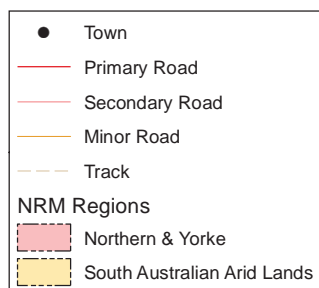 Town
Primary Road
Secondary Road
Minor Road
Track
NRM Regions
Northern & Yorke
South Australian Arid Lands